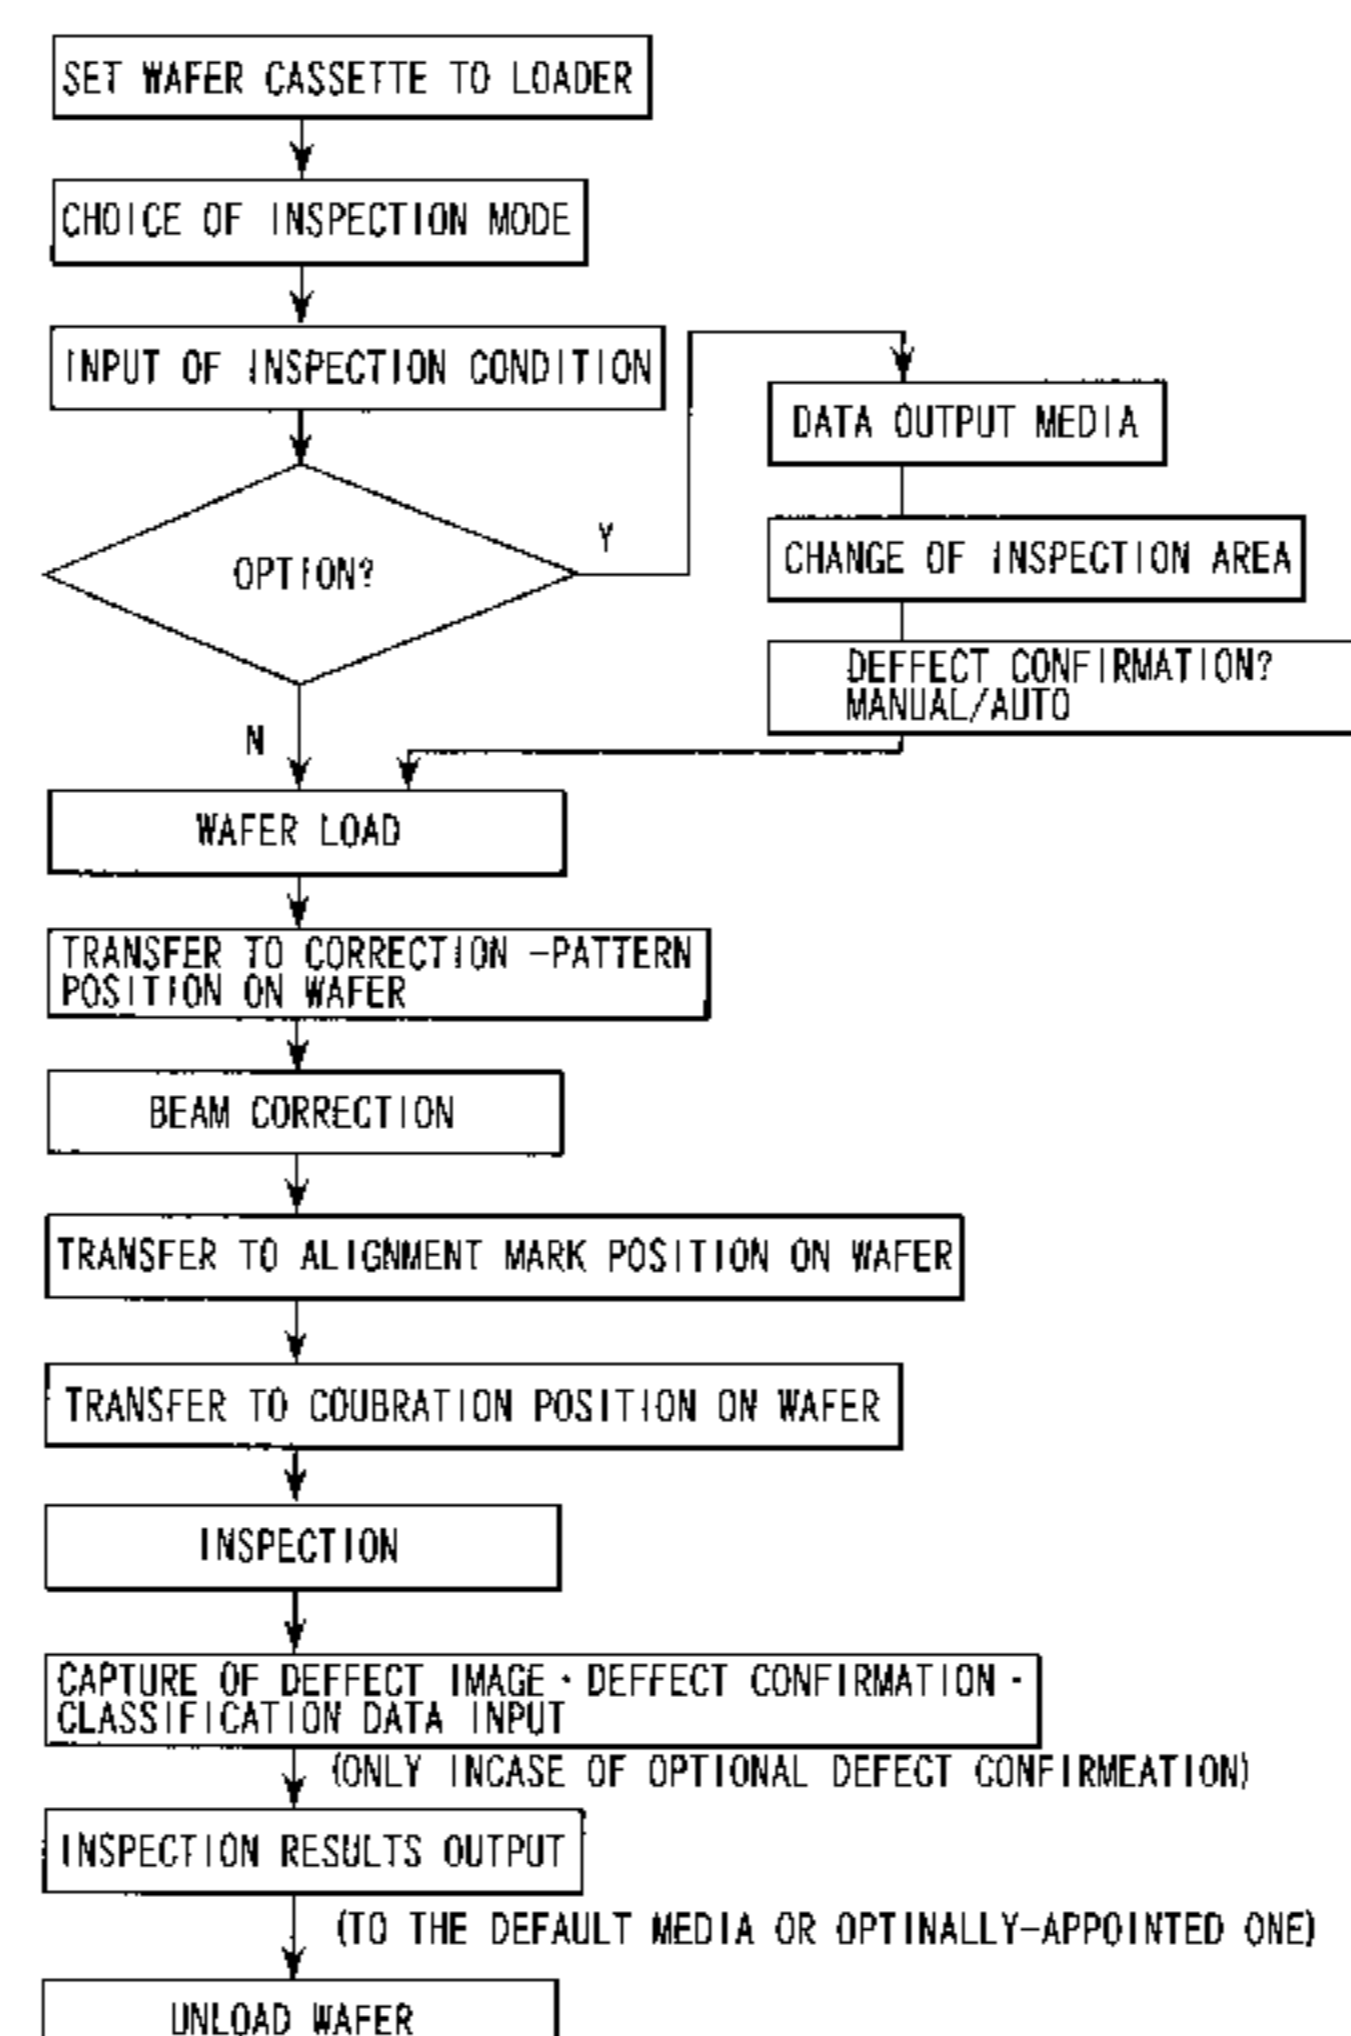 SET WAFER CASSETTE TO LOADER
CHOICE OF INSPECTION MODE
INPUT OF INSPECTION CONDITION
OPTION?
Y
N
DATA OUTPUT MEDIA
CHANGE OF INSPECTION AREA
DEFFECT CONFIRMATION?
MANUAL/AUTO
WAFER LOAD
TRANSFER TO CORRECTION -PATTERN
POSITION ON WAFER
BEAM CORRECTION
TRANSFER TO ALIGNMENT MARK POSITION ON WAFER
TRANSFER TO COUBRATION POSITION ON WAFER
INSPECTION
CAPTURE OF DEFFECT IMAGE・DEFFECT CONFIRMATION・
CLASSIFICATION DATA INPUT
(ONLY INCASE OF OPTIONAL DEFECT CONFIRMEATION)
INSPECTION RESULTS OUTPUT
(TO THE DEFAULT MEDIA OR OPTINALLY-APPOINTED ONE)
UNLOAD WAFER